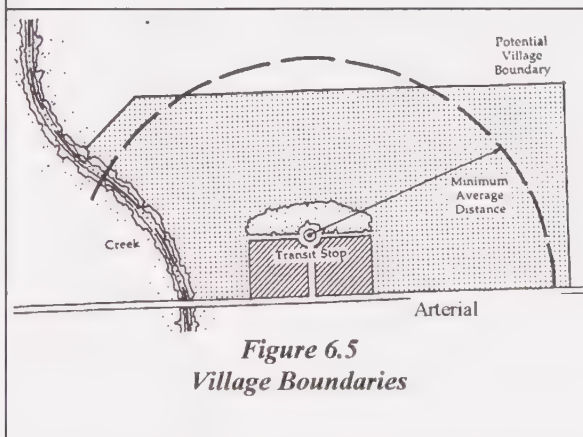 Potential
Village
Boundary
Minimum
Average
Distance
Creek
Transit Stop
Arterial
Figure 6.5
Village Boundaries